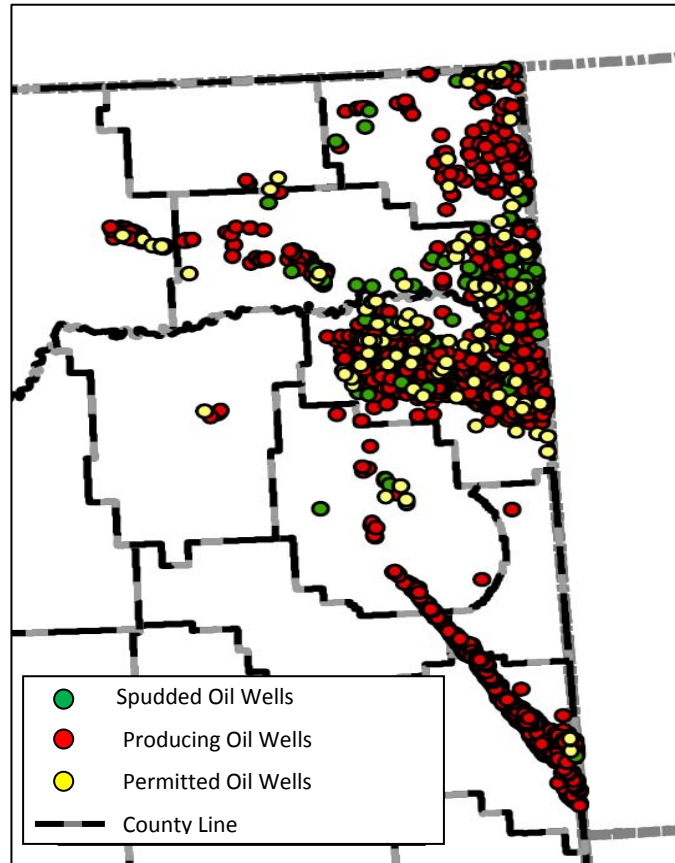 Spudded Oil Wells
Producing Oil Wells
Permitted Oil Wells
County Line